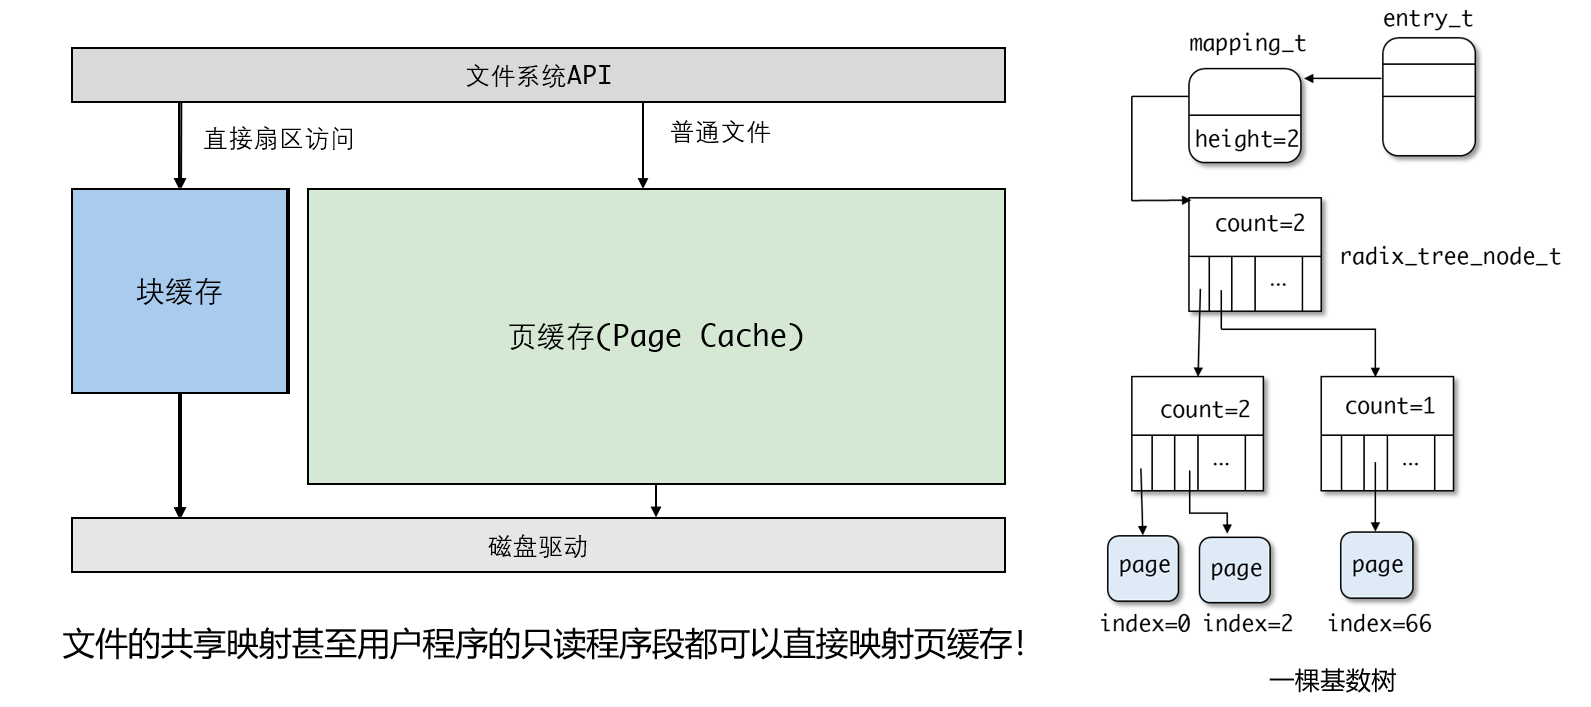 文件系统API
直接扇区访问
普通文件
块缓存
页缓存(Page Cache)
磁盘驱动
文件的共享映射甚至用户程序的只读程序段都可以直接映射页缓存！
entry_t
mapping_t
height=2
count=2
radix_tree_node_t
...
count=2
count=1
...
...
page
page
page
index=0
index=2
index=66
一棵基数树